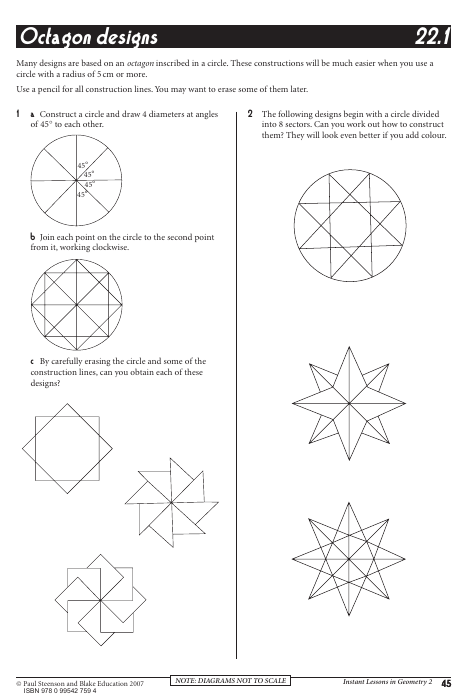 Octagon designs 22.1
Many designs are based on an octagon inscribed in a circle. These constructions will be much easier when you use a
circle with a radius of 5 cm or more.
Use a pencil for all construction lines. You may want to erase some of them later.
1 a Construct a circle and draw 4 diameters at angles
of 45° to each other.
45°
45°
45°
45°
b Join each point on the circle to the second point
from it, working clockwise.
c By carefully erasing the circle and some of the
construction lines, can you obtain each of these
designs?
2 The following designs begin with a circle divided
into 8 sectors. Can you work out how to construct
them? They will look even better if you add colour.
© Paul Steenson and Blake Education 2007
ISBN 978 0 99542 759 4
NOTE: DIAGRAMS NOT TO SCALE
Instant Lessons in Geometry 2 45